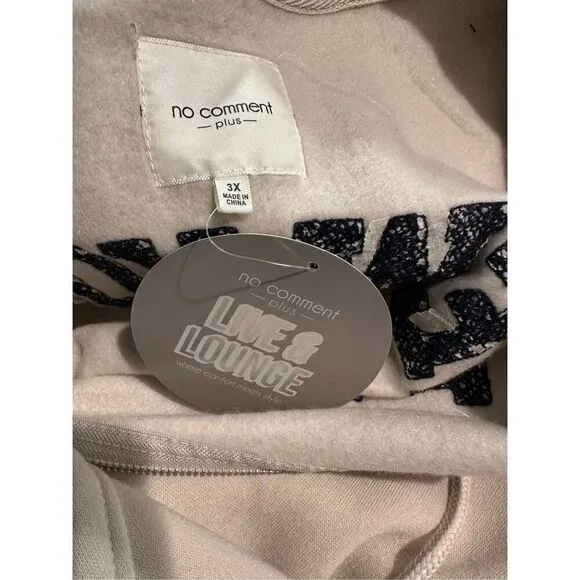 no comment
— plus —
3X
MADE IN
CHINA
no comment
— plus —
LIVE &
LOUNGE
where comfort meets style